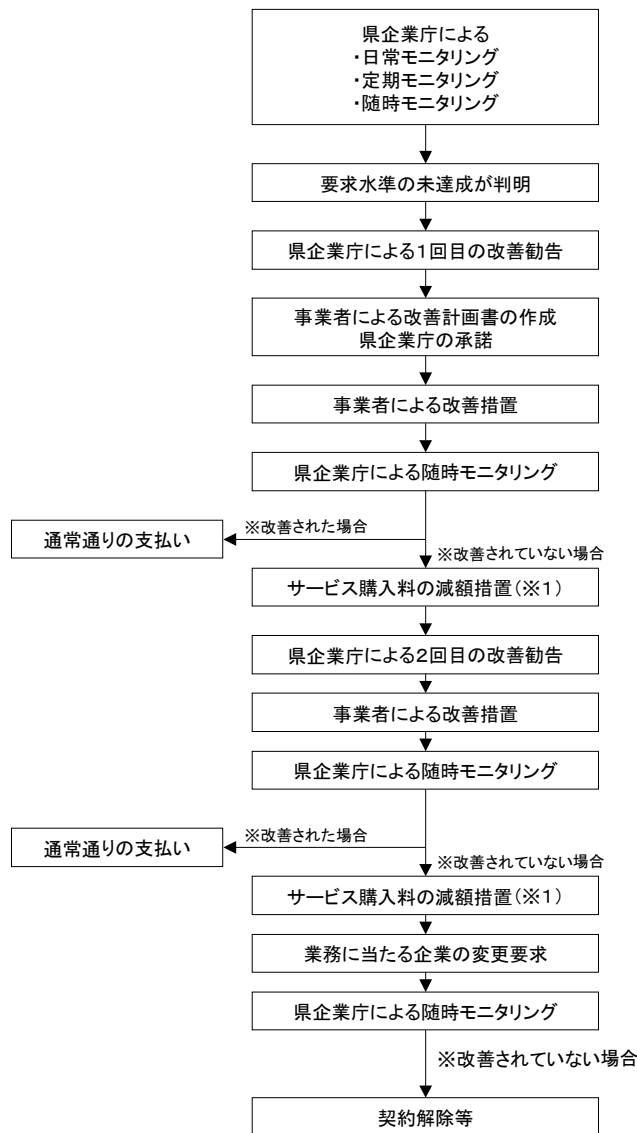 県企業庁による
・日常モニタリング
・定期モニタリング
・随時モニタリング
要求水準の未達成が判明
県企業庁による1回目の改善勧告
事業者による改善計画書の作成
県企業庁の承諾
事業者による改善措置
県企業庁による随時モニタリング
通常通りの支払い
※改善された場合
※改善されていない場合
サービス購入料の減額措置(※1)
県企業庁による2回目の改善勧告
事業者による改善措置
県企業庁による随時モニタリング
通常通りの支払い
※改善された場合
※改善されていない場合
サービス購入料の減額措置(※1)
業務に当たる企業の変更要求
県企業庁による随時モニタリング
※改善されていない場合
契約解除等